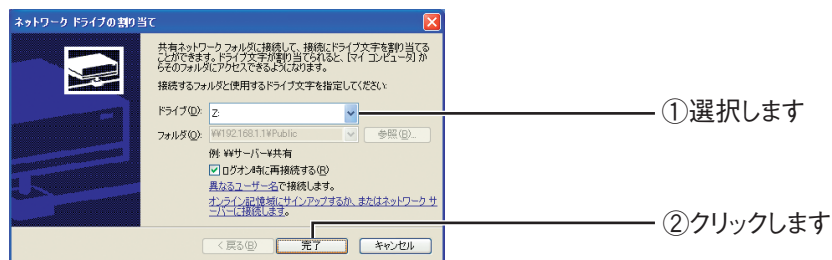 ネットワーク ドライブの割り当て
共有ネットワーク フォルダに接続して、接続にドライブ文字を割り当てる
ことができます。ドライブ文字が割り当てられると、[マイ コンピュータ] か
らそのフォルダにアクセスできるようになります。
接続するフォルダと使用するドライブ文字を指定してください:
ドライブ(D): Z:
フォルダ(O): ¥¥192.168.1.1¥Public 参照(B)...
例: ¥¥サーバー¥共有
ログオン時に再接続する(R)
異なるユーザー名で接続します。
オンライン記憶域にサインアップするか、またはネットワーク サ
ーバーに接続します。
< 戻る(B) 完了 キャンセル
①選択します
②クリックします